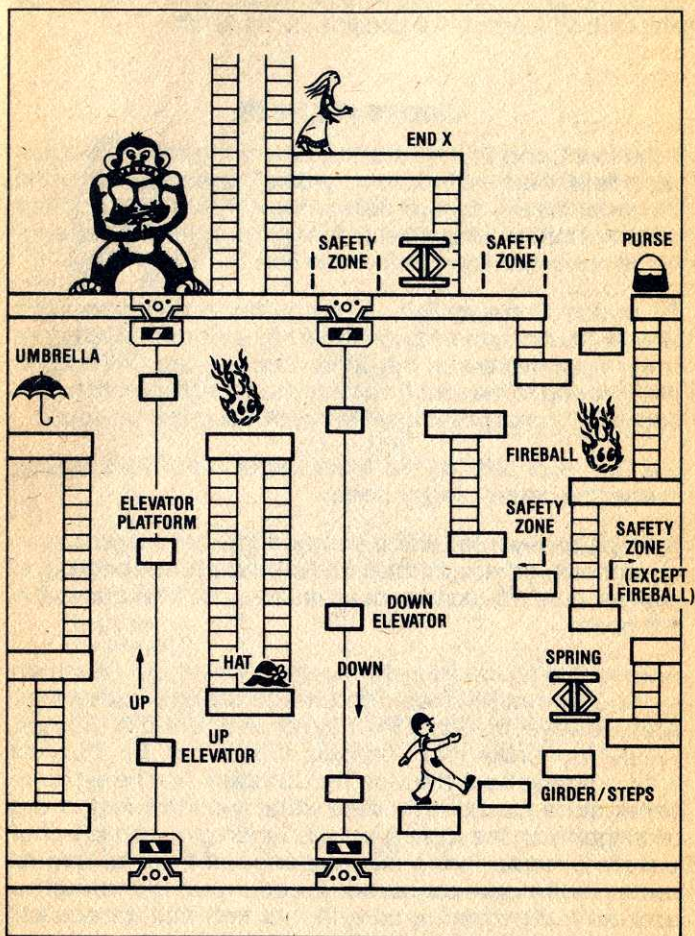 END X
SAFETY
ZONE
SAFETY
ZONE
PURSE
UMBRELLA
FIREBALL
ELEVATOR
PLATFORM
SAFETY
ZONE
SAFETY
ZONE
(EXCEPT
FIREBALL)
DOWN
ELEVATOR
HAT
DOWN
SPRING
UP
UP
ELEVATOR
GIRDER/STEPS